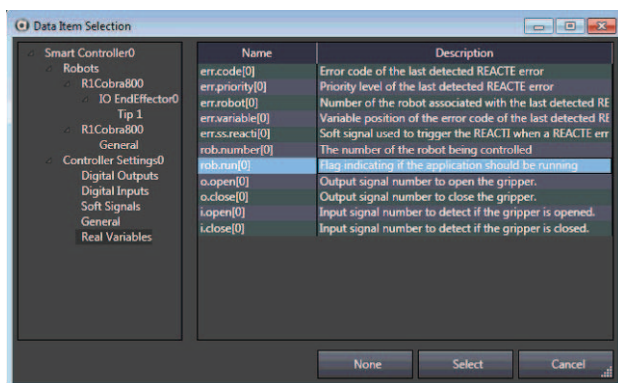 Data Item Selection
Smart Controller0
Robots
R1Cobra800
IO EndEffector0
Tip 1
R1Cobra800
General
Controller Settings0
Digital Outputs
Digital Inputs
Soft Signals
General
Real Variables
Name Description
err.code[0] Error code of the last detected REACTE error
err.priority[0] Priority level of the last detected REACTE error
err.robot[0] Number of the robot associated with the last detected RE
err.variable[0] Variable position of the error code of the last detected RE
err.ss.reacti[0] Soft signal used to trigger the REACTI when a REACTE err
rob.number[0] The number of the robot being controlled
rob.run[0] Flag indicating if the application should be running
o.open[0] Output signal number to open the gripper.
o.close[0] Output signal number to close the gripper.
i.open[0] Input signal number to detect if the gripper is opened.
i.close[0] Input signal number to detect if the gripper is closed.
None Select Cancel